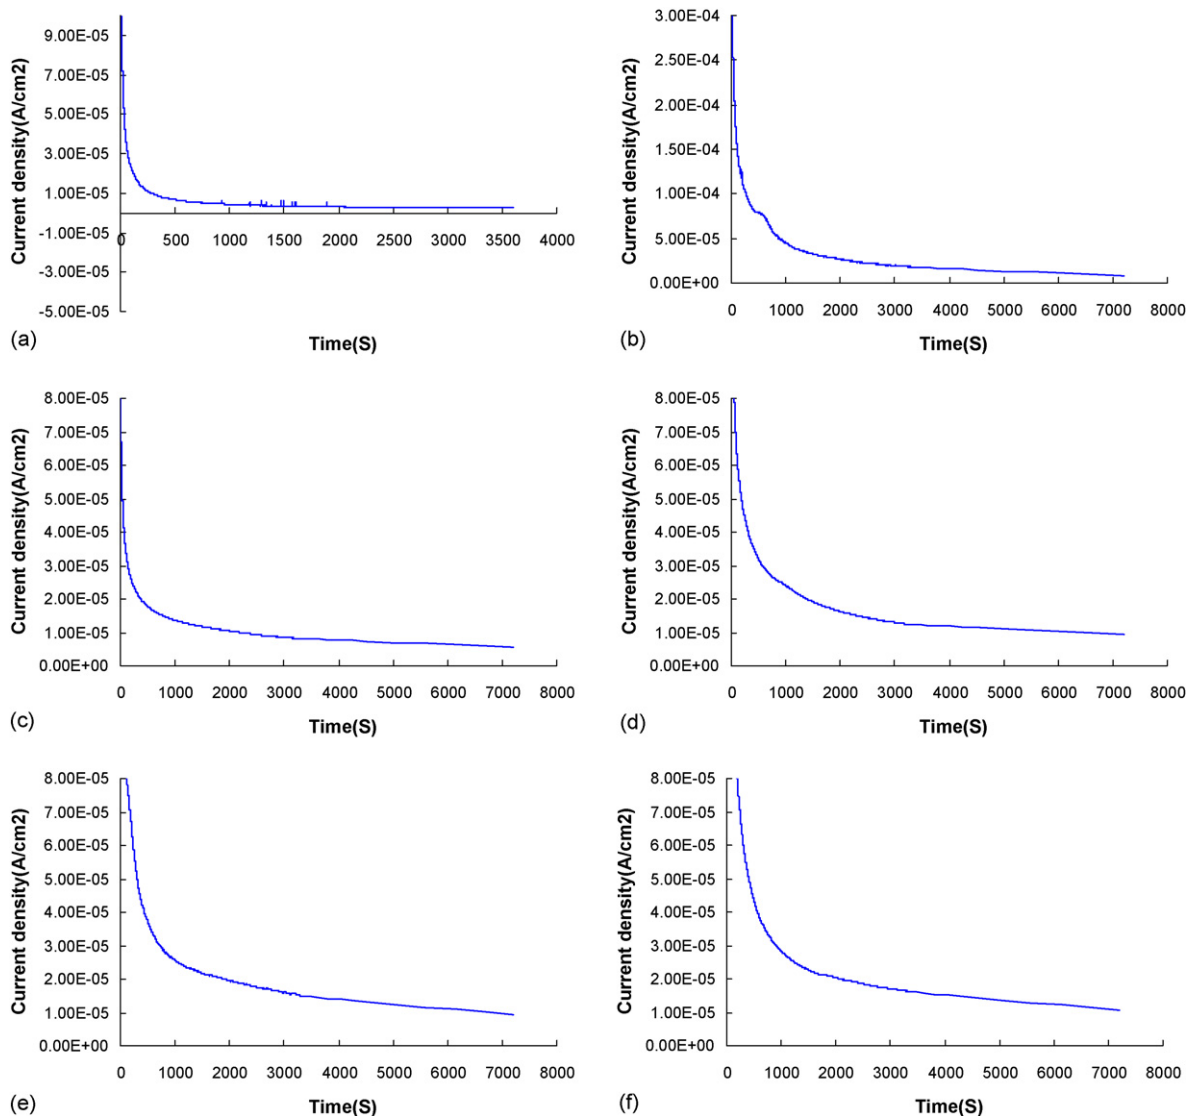 9.00E-05
7.00E-05
5.00E-05
3.00E-05
1.00E-05
-1.00E-05
-3.00E-05
-5.00E-05
Current density(A/cm2)
0 500 1000 1500 2000 2500 3000 3500 4000
(a)
Time(S)
3.00E-04
2.50E-04
2.00E-04
1.50E-04
1.00E-04
5.00E-05
0.00E+00
Current density(A/cm2)
0 1000 2000 3000 4000 5000 6000 7000 8000
(b)
Time(S)
8.00E-05
7.00E-05
6.00E-05
5.00E-05
4.00E-05
3.00E-05
2.00E-05
1.00E-05
0.00E+00
Current density(A/cm2)
0 1000 2000 3000 4000 5000 6000 7000 8000
(c)
Time(S)
8.00E-05
7.00E-05
6.00E-05
5.00E-05
4.00E-05
3.00E-05
2.00E-05
1.00E-05
0.00E+00
Current density(A/cm2)
0 1000 2000 3000 4000 5000 6000 7000 8000
(d)
Time(S)
8.00E-05
7.00E-05
6.00E-05
5.00E-05
4.00E-05
3.00E-05
2.00E-05
1.00E-05
0.00E+00
Current density(A/cm2)
0 1000 2000 3000 4000 5000 6000 7000 8000
(e)
Time(S)
8.00E-05
7.00E-05
6.00E-05
5.00E-05
4.00E-05
3.00E-05
2.00E-05
1.00E-05
0.00E+00
Current density(A/cm2)
0 1000 2000 3000 4000 5000 6000 7000 8000
(f)
Time(S)